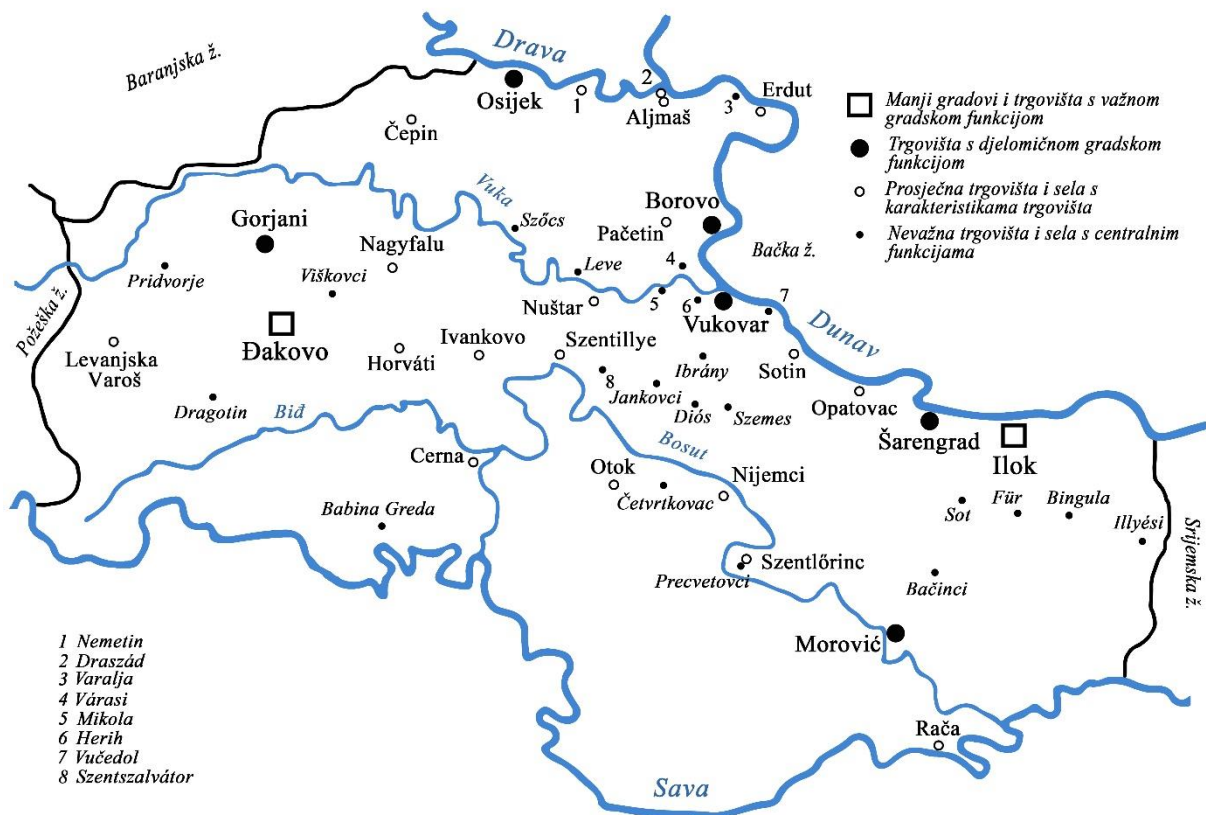 Drava
Baranjska ž.
Osijek
1
2
Aljmaš
3
Erdut
Čepin
Manji gradovi i trgovišta s važnom
gradskom funkcijom
Trgovišta s djelomičnom gradskom
funkcijom
Prosječna trgovišta i sela s
karakteristikama trgovišta
Nevažna trgovišta i sela s centralnim
funkcijama
Vuka
Szőcs
Borovo
Pačetin
Gorjani
Nagyfalu
Pridvorje
Viškovci
Leve
4
Bačka ž.
Požeška ž.
Nuštar
5
6
Vukovar
7
Dunav
Levanjska
Varoš
Đakovo
Horváti
Ivankovo
Szentillye
8
Jankovci
Ibrány
Sotin
Dragotin
Diós
Szemes
Opatovac
Biđ
Bosut
Šarengrad
Ilok
Cerna
Otok
Četvrtkovac
Nijemci
Babina Greda
Sot
Für
Bingula
Illyési
Srijemska ž.
Szentlőrinc
Precvetovci
Bačinci
Morović
1 Nemetin
2 Draszád
3 Varalja
4 Várasi
5 Mikola
6 Herih
7 Vučedol
8 Szentszalvátor
Rača
Sava